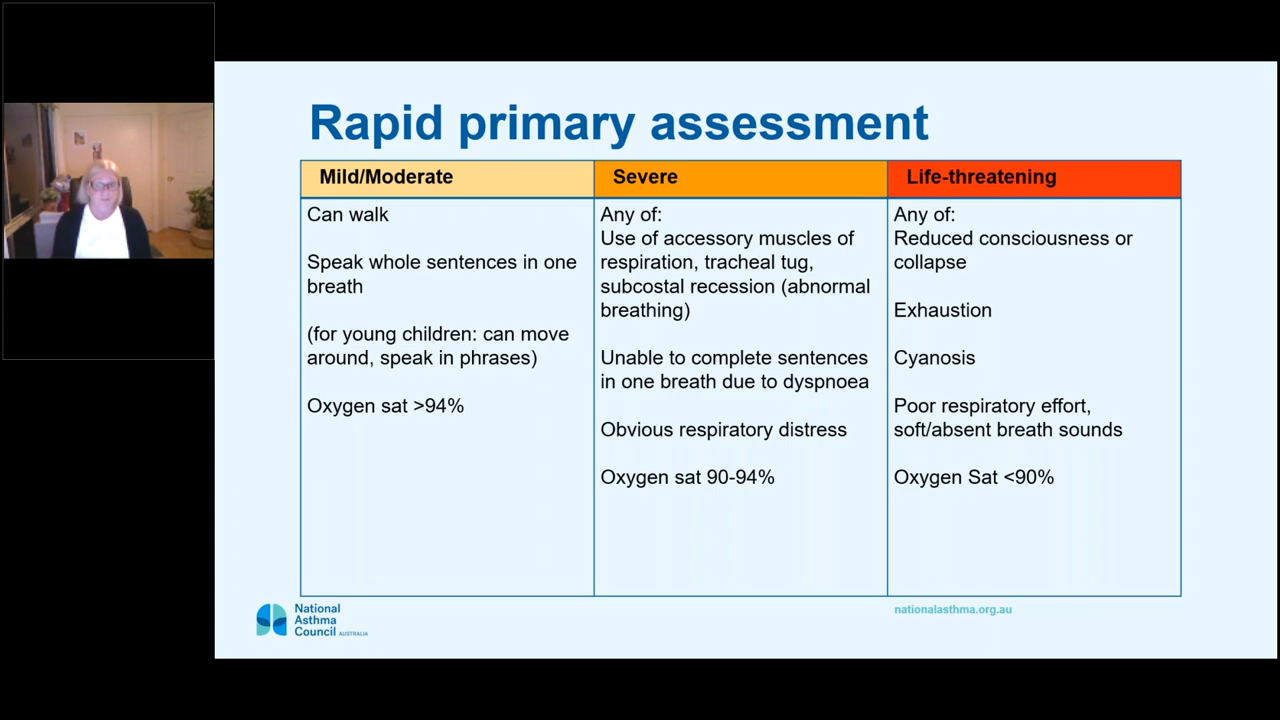 Rapid primary assessment
Mild/Moderate
Can walk
Speak whole sentences in one
breath
(for young children: can move
around, speak in phrases)
Oxygen sat >94%
Severe
Any of:
Use of accessory muscles of
respiration, tracheal tug,
subcostal recession (abnormal
breathing)
Unable to complete sentences
in one breath due to dyspnoea
Obvious respiratory distress
Oxygen sat 90-94%
Life-threatening
Any of:
Reduced consciousness or
collapse
Exhaustion
Cyanosis
Poor respiratory effort,
soft/absent breath sounds
Oxygen Sat <90%
National
Asthma
Council AUSTRALIA
nationalasthma.org.au